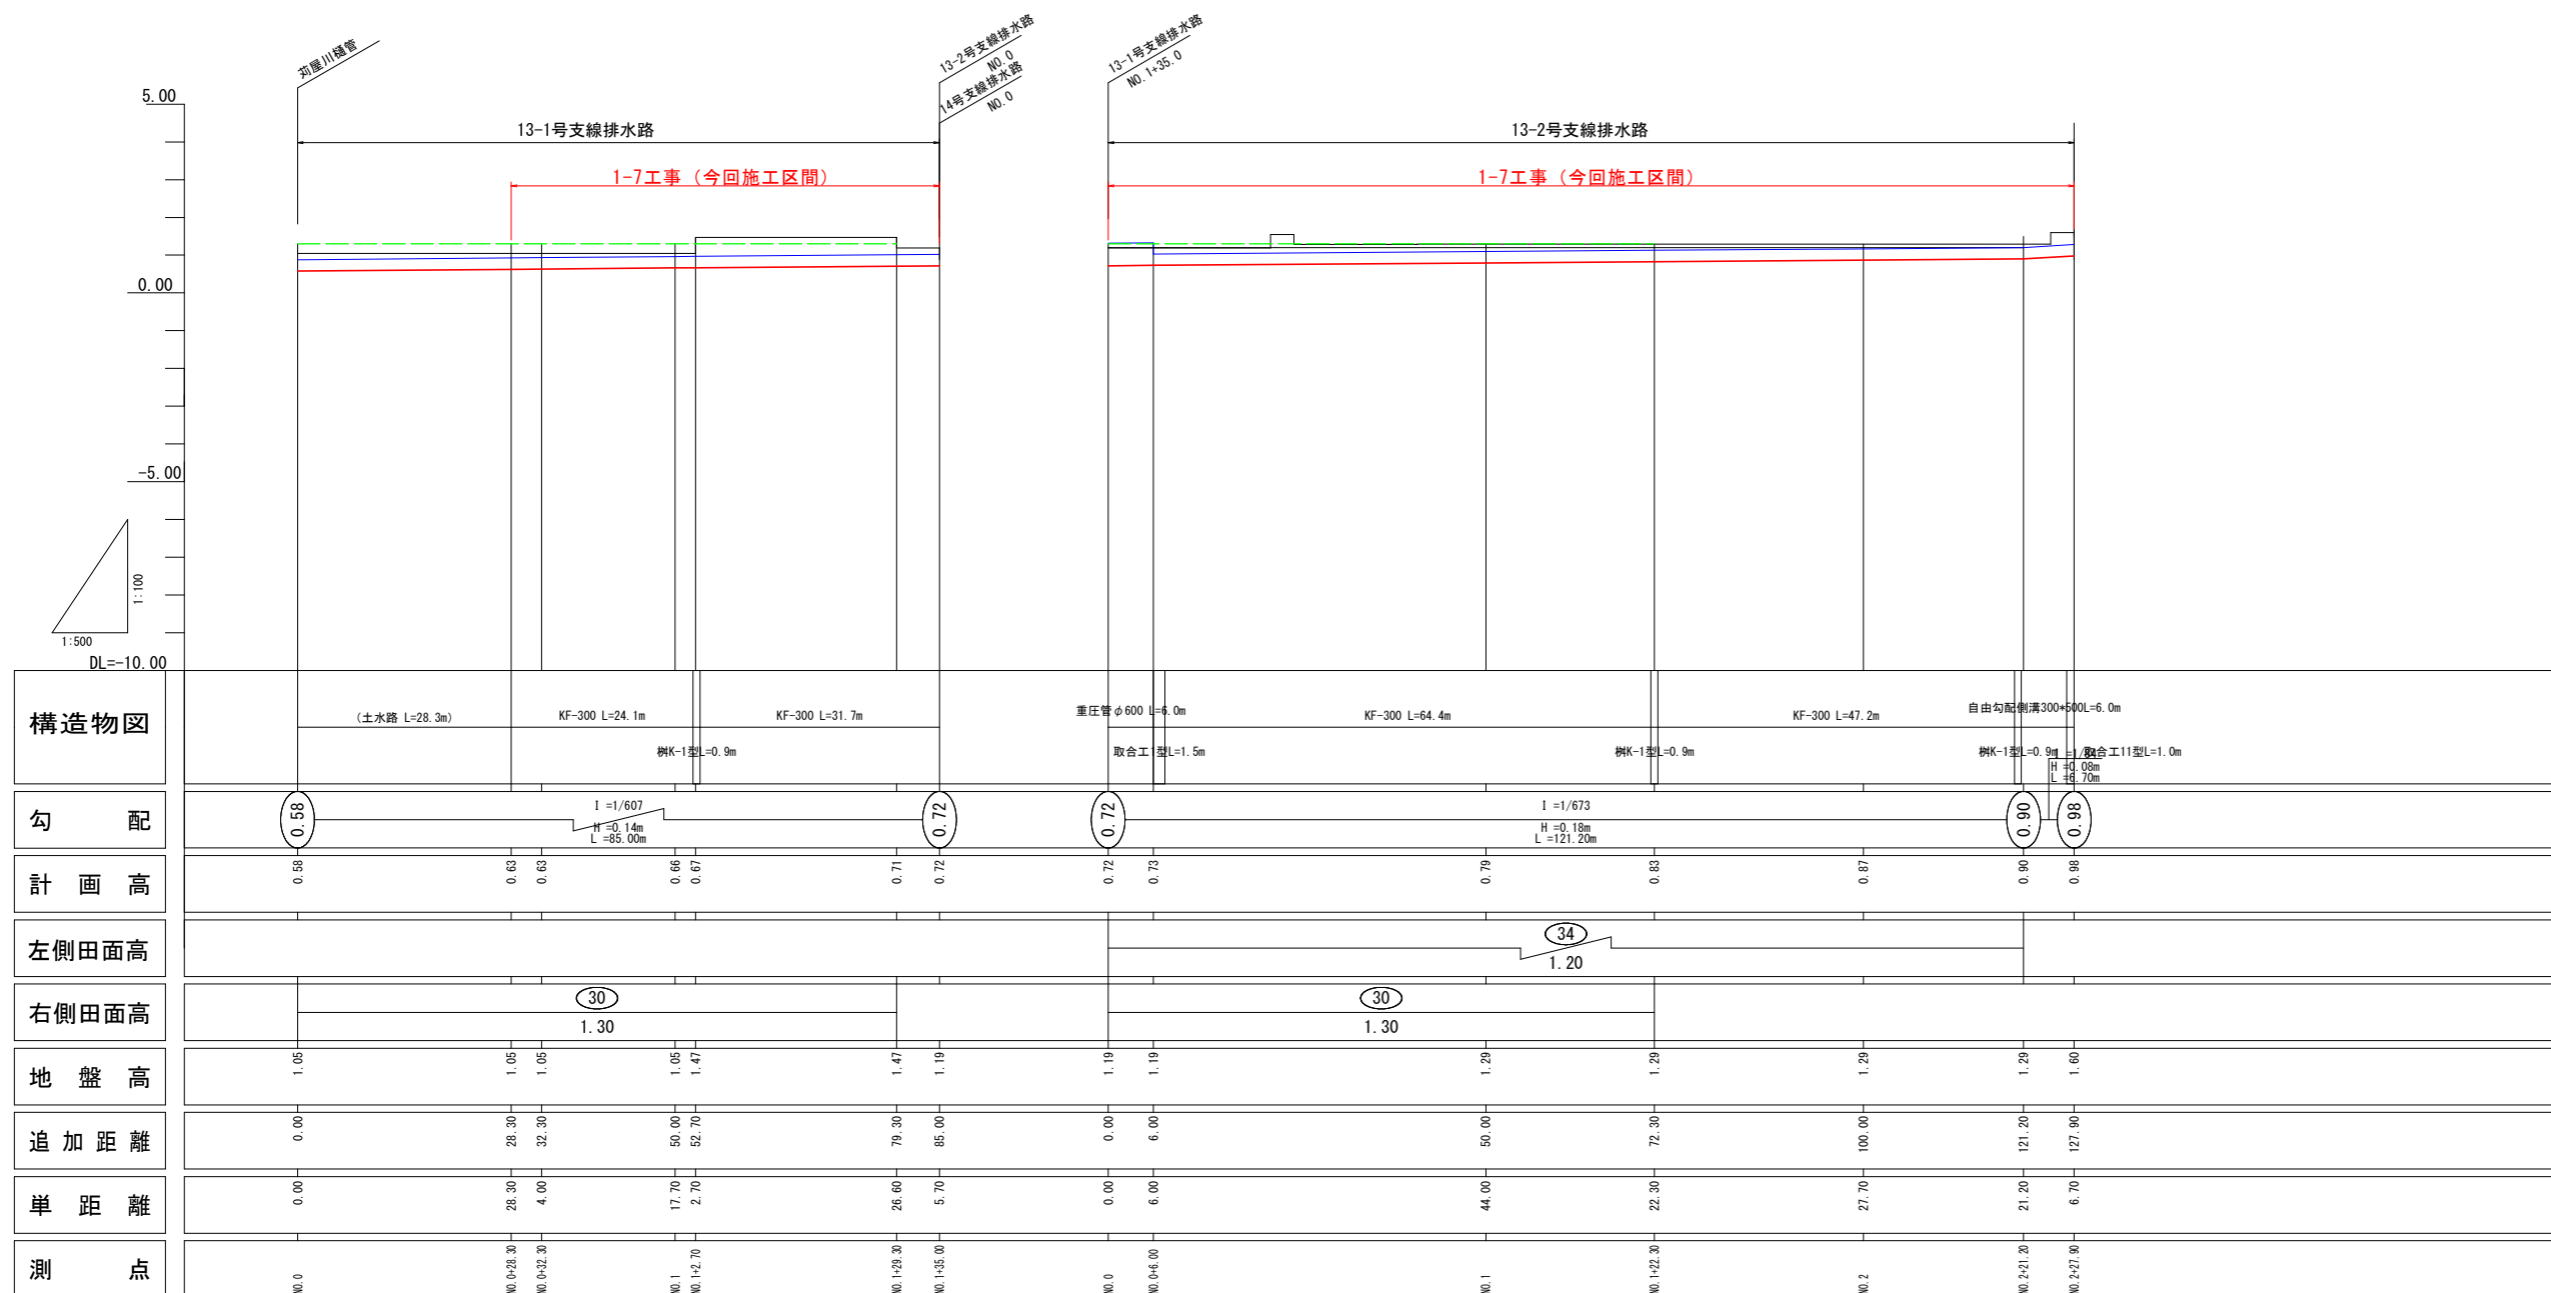 苅屋川樋管
13-2号支線排水路
NO.0
14号支線排水路
NO.0
13-1号支線排水路
NO.1+35.0
13-1号支線排水路
13-2号支線排水路
1-7工事（今回施工区間）
1-7工事（今回施工区間）
5.00
0.00
-5.00
1:100
1:500
DL=-10.00
構造物図
(土水路 L=28.3m)
KF-300 L=24.1m
KF-300 L=31.7m
桝K-1型L=0.9m
重圧管φ600 L=6.0m
KF-300 L=64.4m
KF-300 L=47.2m
自由勾配側溝300*500L=6.0m
取合工1型L=1.5m
桝K-1型L=0.9m
桝K-1型L=0.9m
取合工11型L=1.0m
I =1/84
H =0.08m
L =6.70m
勾 配
0.58
I =1/607
H =0.14m
L =85.00m
0.72
0.72
I =1/673
H =0.18m
L =121.20m
0.90
0.98
計 画 高
0.58 0.63 0.63 0.66 0.67 0.71 0.72 0.72 0.73 0.79 0.83 0.87 0.90 0.98
左側田面高
34
1.20
右側田面高
30
1.30
30
1.30
地 盤 高
1.05 1.05 1.05 1.05 1.47 1.47 1.19 1.19 1.19 1.29 1.29 1.29 1.29 1.60
追 加 距 離
0.00 28.30 32.30 50.00 52.70 79.30 85.00 0.00 6.00 50.00 72.30 100.00 121.20 127.90
単 距 離
0.00 28.30 4.00 17.70 2.70 26.60 5.70 0.00 6.00 44.00 22.30 27.70 21.20 6.70
測 点
NO.0 NO.0+28.30 NO.0+32.30 NO.1 NO.1+2.70 NO.1+29.30 NO.1+35.00 NO.0 NO.0+6.00 NO.1 NO.1+22.30 NO.2 NO.2+21.20 NO.2+27.90